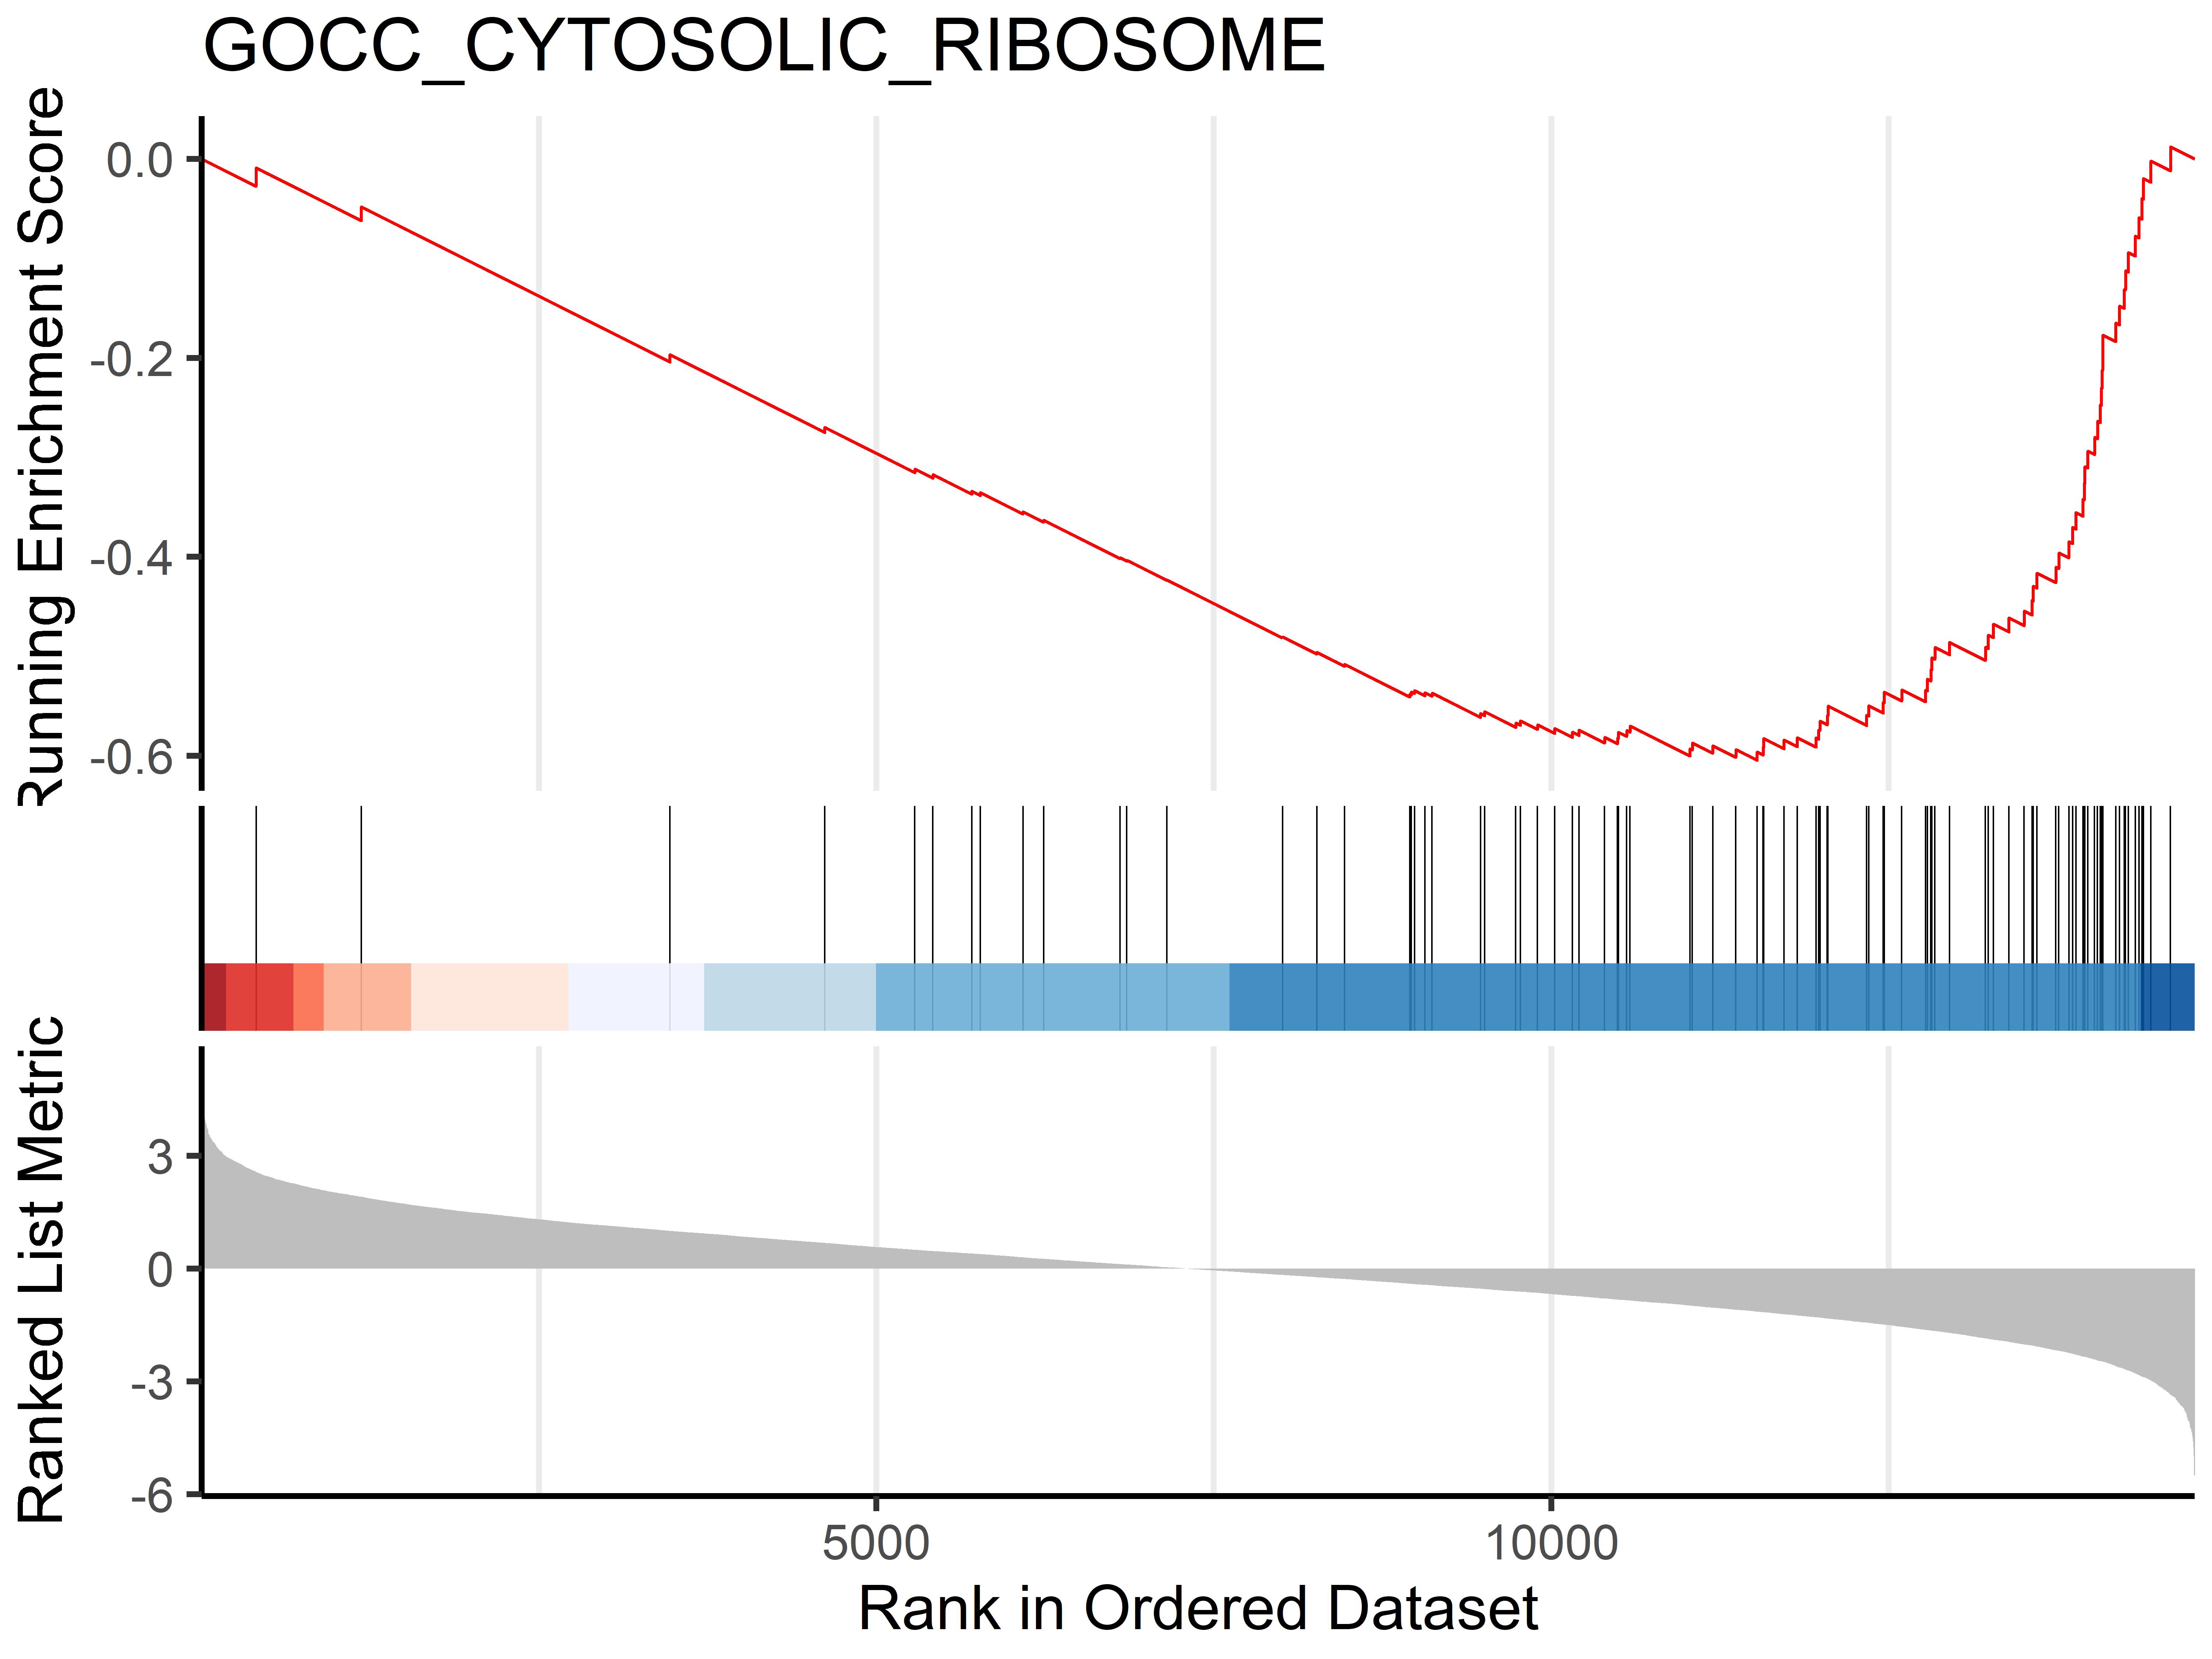 GOCC_CYTOSOLIC_RIBOSOME
Running Enrichment Score
0.0
-0.2
-0.4
-0.6
Ranked List Metric
3
0
-3
-6
5000
10000
Rank in Ordered Dataset